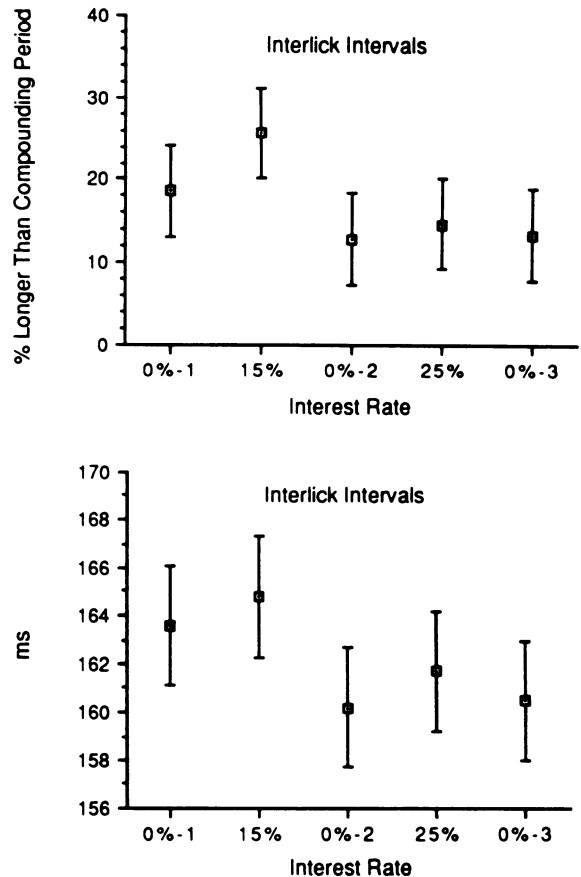 Interlick Intervals
% Longer Than Compounding Period
40
30
20
10
0
0%-1 15% 0%-2 25% 0%-3
Interest Rate
Interlick Intervals
ms
170
168
166
164
162
160
158
156
0%-1 15% 0%-2 25% 0%-3
Interest Rate